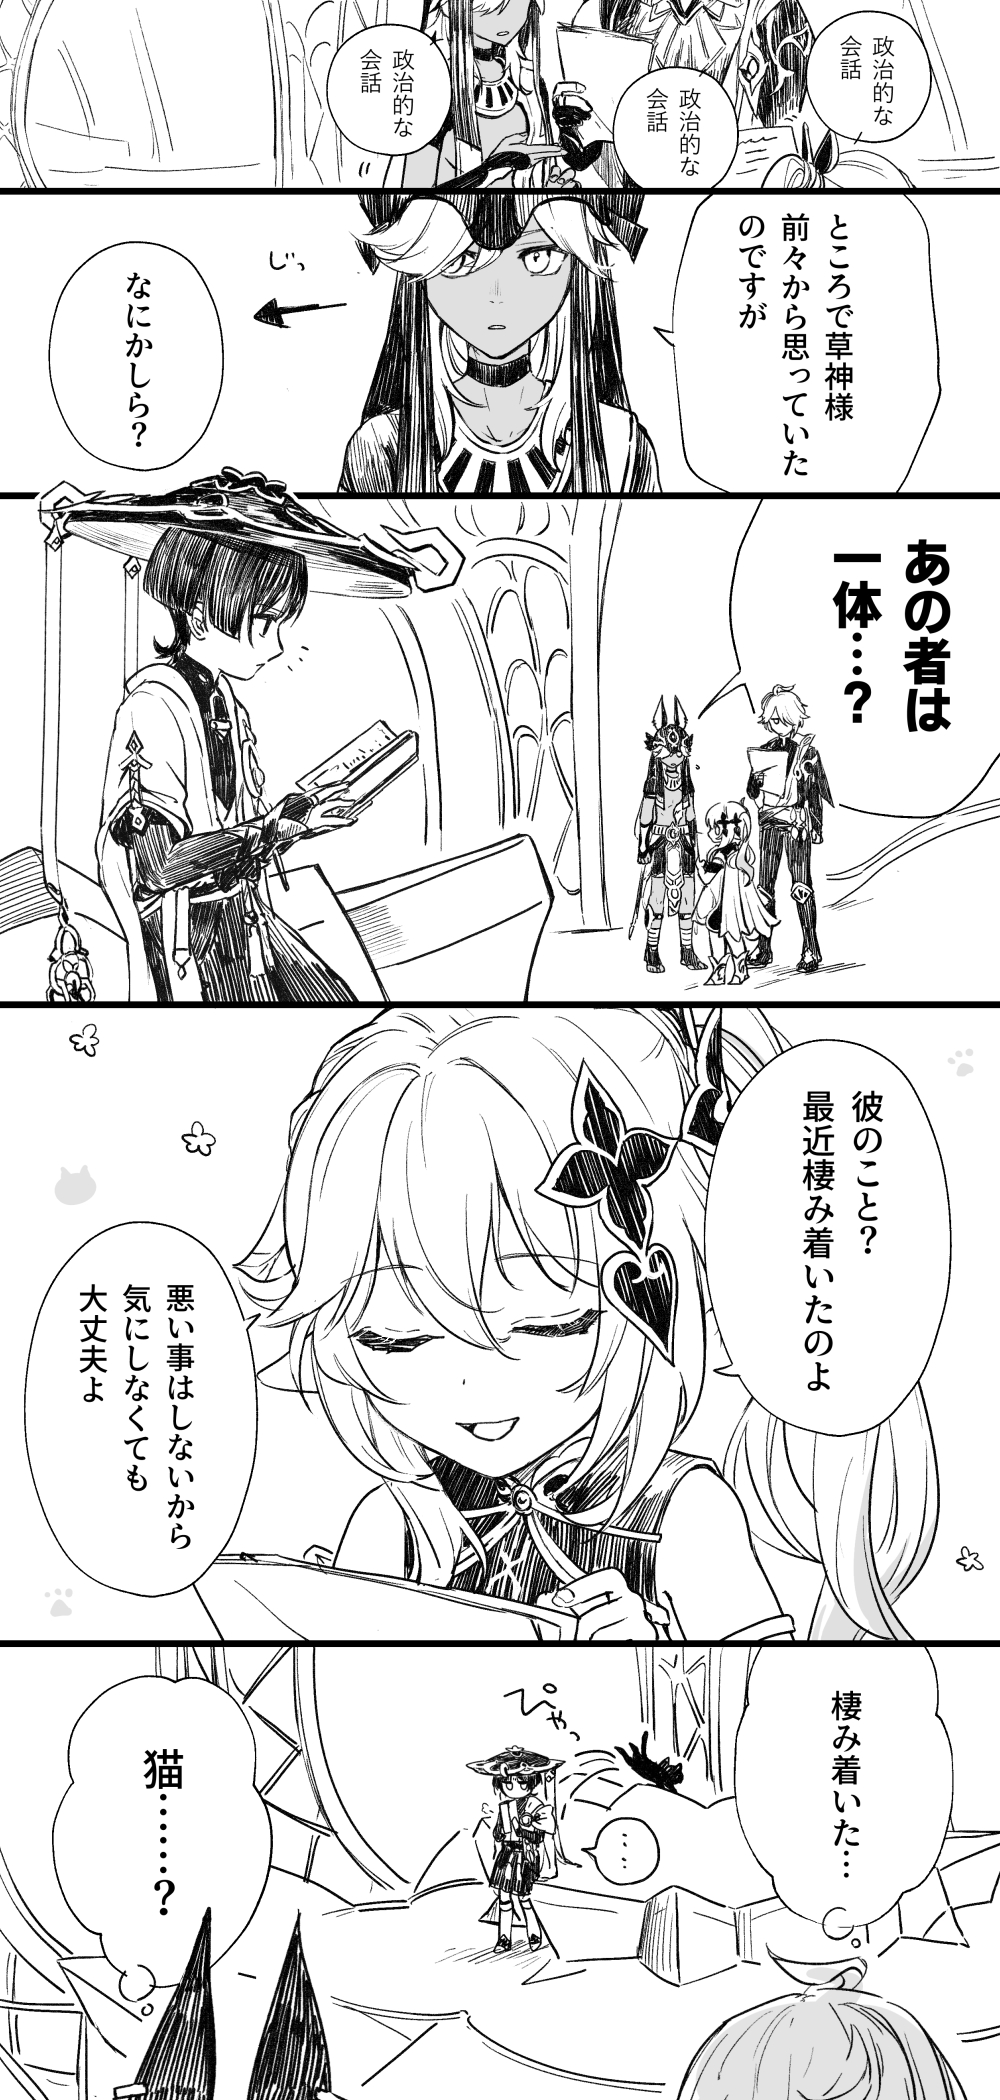 政治的な
会話
政治的な
会話
政治的な
会話
ところで草神様
前々から思っていた
のですが
じっ
なにかしら？
あの者は
一体…？
彼のこと？
最近棲み着いたのよ
悪い事はしないから
気にしなくても
大丈夫よ
棲み着いた…
ぴゃっ
…
猫……？